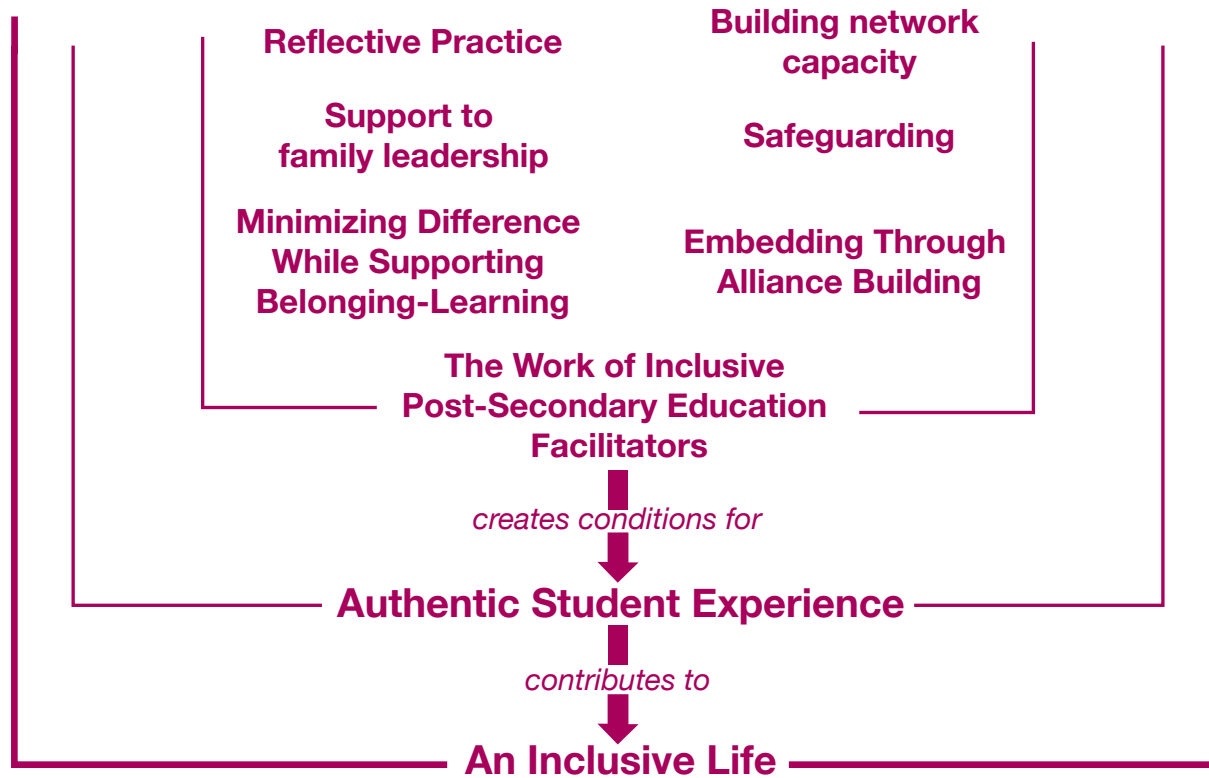 Reflective Practice
Building network
capacity
Support to
family leadership
Safeguarding
Minimizing Difference
While Supporting
Belonging-Learning
Embedding Through
Alliance Building
The Work of Inclusive
Post-Secondary Education
Facilitators
creates conditions for
Authentic Student Experience
contributes to
An Inclusive Life